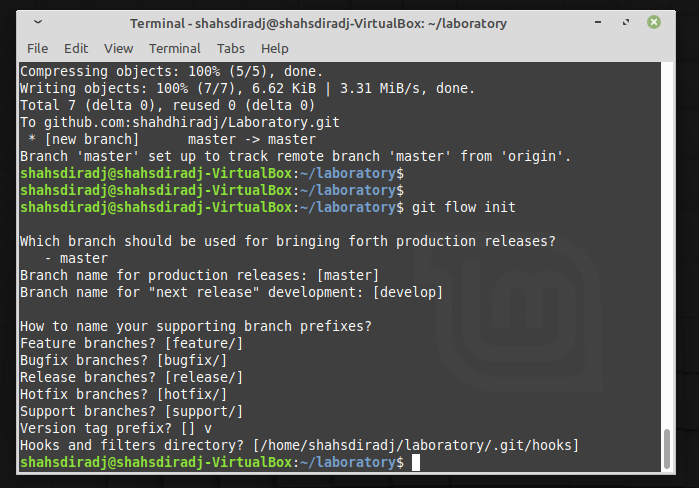 Terminal - shahsdiradj@shahsdiradj-VirtualBox: ~/laboratory
File Edit View Terminal Tabs Help
Compressing objects: 100% (5/5), done.
Writing objects: 100% (7/7), 6.62 KiB | 3.31 MiB/s, done.
Total 7 (delta 0), reused 0 (delta 0)
To github.com:shahdhiradj/Laboratory.git
 * [new branch]      master -> master
Branch 'master' set up to track remote branch 'master' from 'origin'.
shahsdiradj@shahsdiradj-VirtualBox:~/laboratory$
shahsdiradj@shahsdiradj-VirtualBox:~/laboratory$
shahsdiradj@shahsdiradj-VirtualBox:~/laboratory$ git flow init
Which branch should be used for bringing forth production releases?
   - master
Branch name for production releases: [master]
Branch name for "next release" development: [develop]
How to name your supporting branch prefixes?
Feature branches? [feature/]
Bugfix branches? [bugfix/]
Release branches? [release/]
Hotfix branches? [hotfix/]
Support branches? [support/]
Version tag prefix? [] v
Hooks and filters directory? [/home/shahsdiradj/laboratory/.git/hooks]
shahsdiradj@shahsdiradj-VirtualBox:~/laboratory$